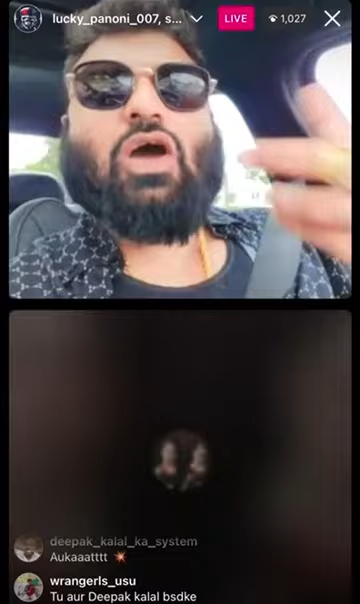 lucky_panoni_007, s... LIVE 1,027
deepak_kalal_ka_system
Aukaaatttt 💥
wrangerls_usu
Tu aur Deepak kalal bsdke